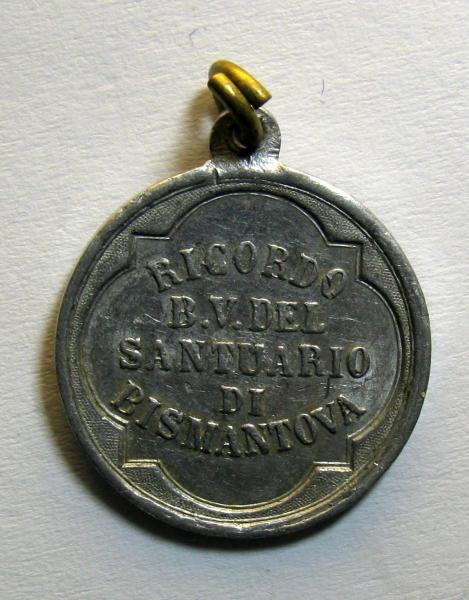 RICORDO
B.V. DEL
SANTUARIO
DI
BISMANTOVA